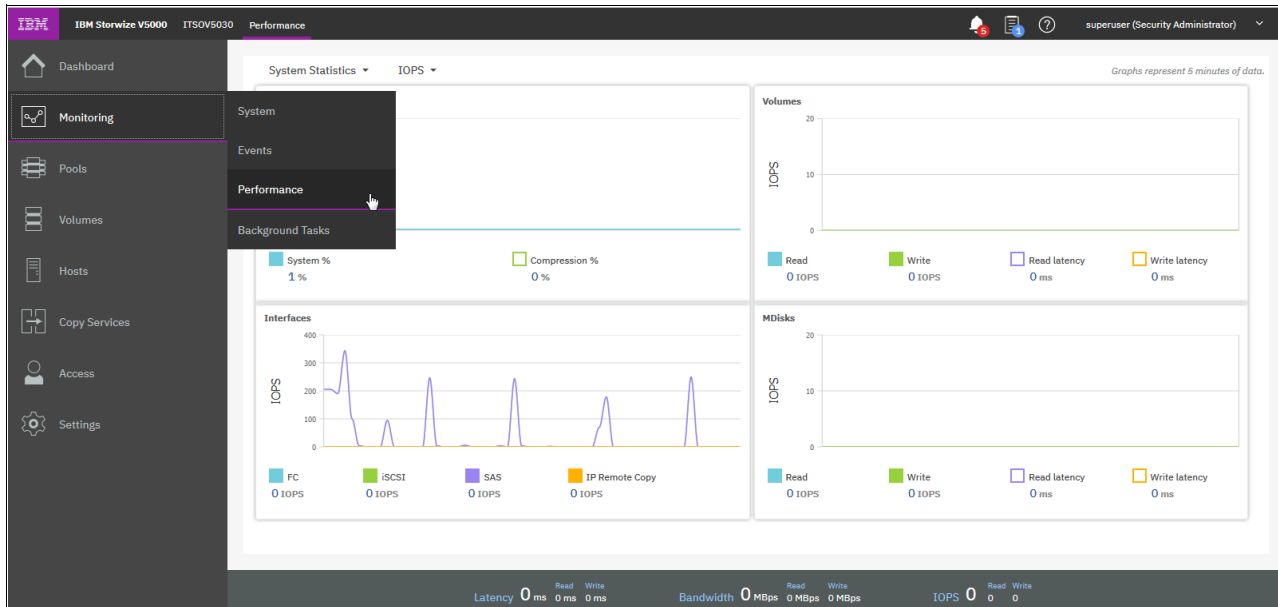 IBM IBM Storwize V5000 ITSOV5030 Performance 5 1 ? superuser (Security Administrator)
Dashboard
Monitoring
Pools
Volumes
Hosts
Copy Services
Access
Settings
System
Events
Performance
Background Tasks
System Statistics IOPS Graphs represent 5 minutes of data.
System % Compression %
1 % 0 %
Volumes
20
IOPS
10
0
Read Write Read latency Write latency
0 IOPS 0 IOPS 0 ms 0 ms
Interfaces
400
300
IOPS
200
100
0
FC iSCSI SAS IP Remote Copy
0 IOPS 0 IOPS 0 IOPS 0 IOPS
MDisks
20
IOPS
10
0
Read Write Read latency Write latency
0 IOPS 0 IOPS 0 ms 0 ms
Read Write Read Write Read Write
Latency 0 ms 0 ms 0 ms Bandwidth 0 MBps 0 MBps 0 MBps IOPS 0 0 0